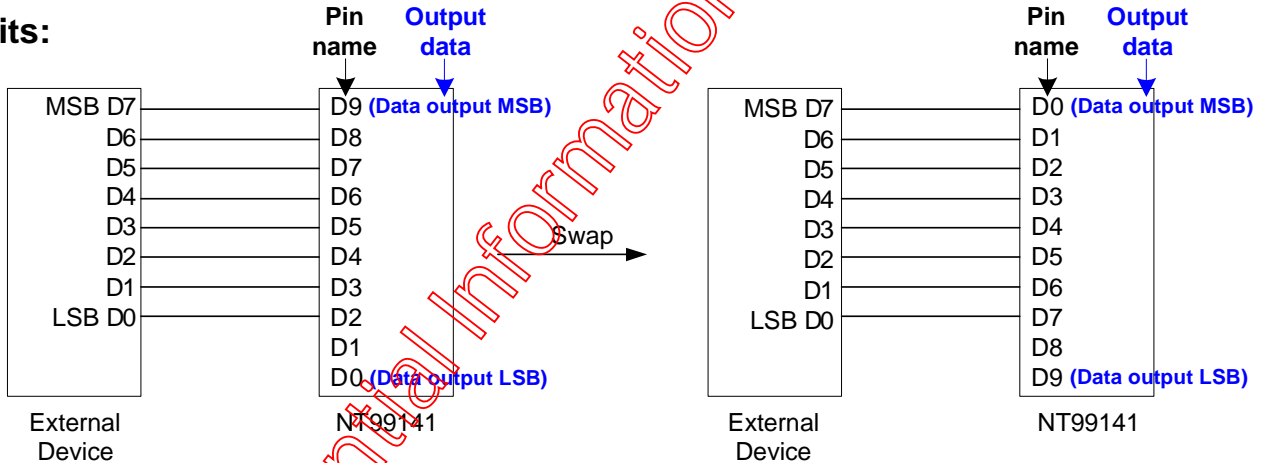 its:
Pin name
Output data
MSB D7
D6
D5
D4
D3
D2
D1
LSB D0
D9 (Data output MSB)
D8
D7
D6
D5
D4
D3
D2
D1
D0 (Data output LSB)
External Device
NT99141
Swap
Pin name
Output data
MSB D7
D6
D5
D4
D3
D2
D1
LSB D0
D0 (Data output MSB)
D1
D2
D3
D4
D5
D6
D7
D8
D9 (Data output LSB)
External Device
NT99141
ntial Information